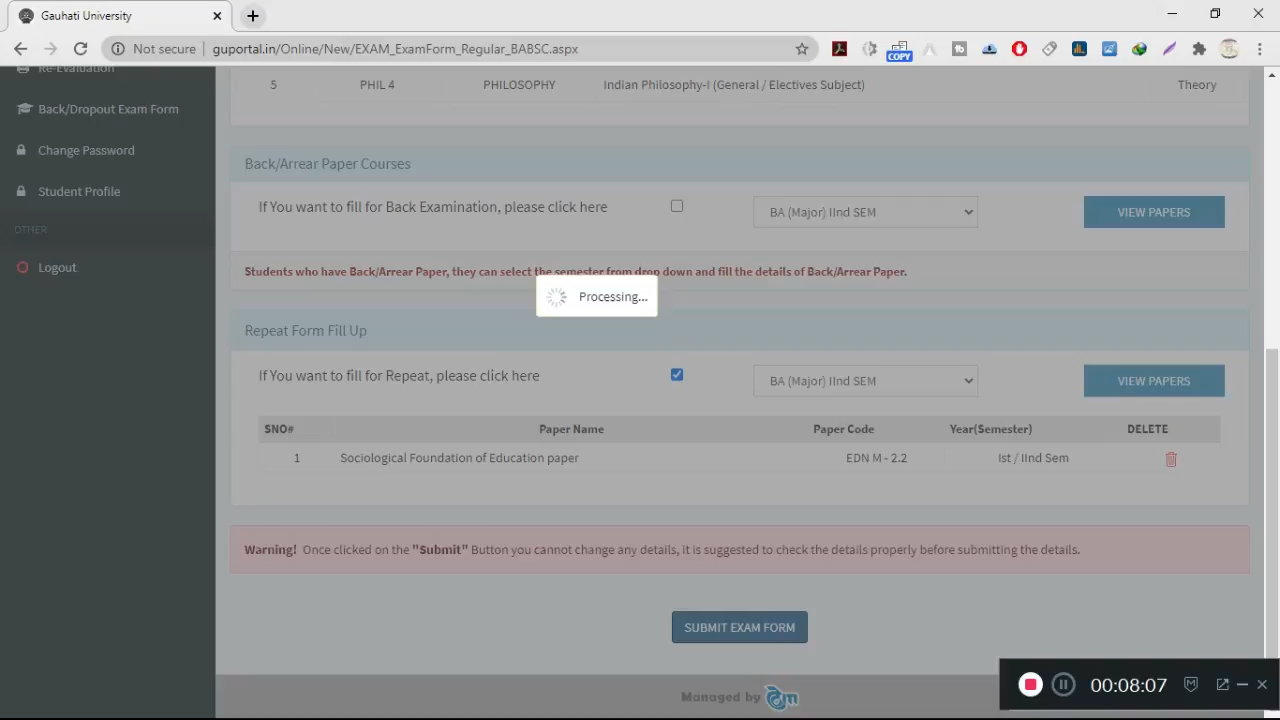 Gauhati University
Not secure guportal.in/Online/New/EXAM_ExamForm_Regular_BABSC.aspx
COPY
Re-Evaluation
5 PHIL 4 PHILOSOPHY Indian Philosophy-I (General / Electives Subject) Theory
Back/Dropout Exam Form
Change Password
Student Profile
OTHER
Logout
Back/Arrear Paper Courses
If You want to fill for Back Examination, please click here BA (Major) IInd SEM VIEW PAPERS
Students who have Back/Arrear Paper, they can select the semester from drop down and fill the details of Back/Arrear Paper.
Processing...
Repeat Form Fill Up
If You want to fill for Repeat, please click here BA (Major) IInd SEM VIEW PAPERS
SNO# Paper Name Paper Code Year(Semester) DELETE
1 Sociological Foundation of Education paper EDN M - 2.2 Ist / IInd Sem
Warning! Once clicked on the "Submit" Button you cannot change any details, it is suggested to check the details properly before submitting the details.
SUBMIT EXAM FORM
Managed by
00:08:07